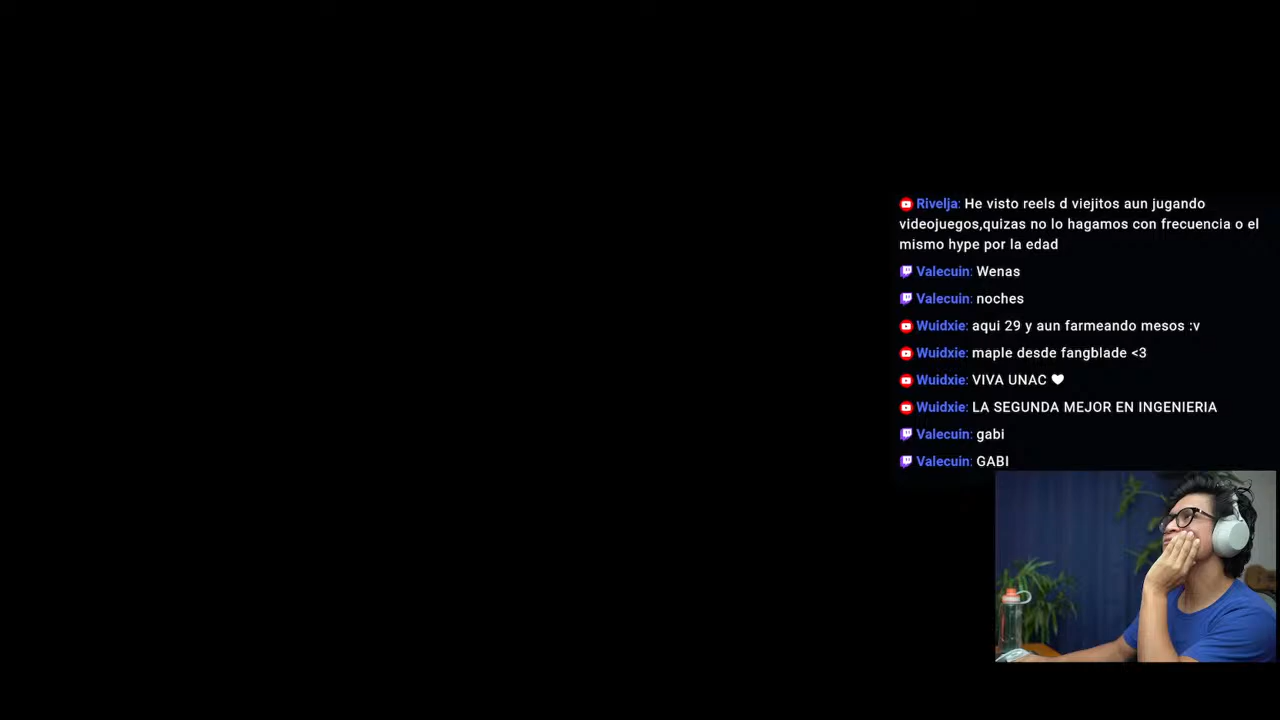 Rivelja: He visto reels d viejitos aun jugando
videojuegos,quizas no lo hagamos con frecuencia o el
mismo hype por la edad
Valecuin: Wenas
Valecuin: noches
Wuidxie: aqui 29 y aun farmeando mesos :v
Wuidxie: maple desde fangblade <3
Wuidxie: VIVA UNAC 🤍
Wuidxie: LA SEGUNDA MEJOR EN INGENIERIA
Valecuin: gabi
Valecuin: GABI